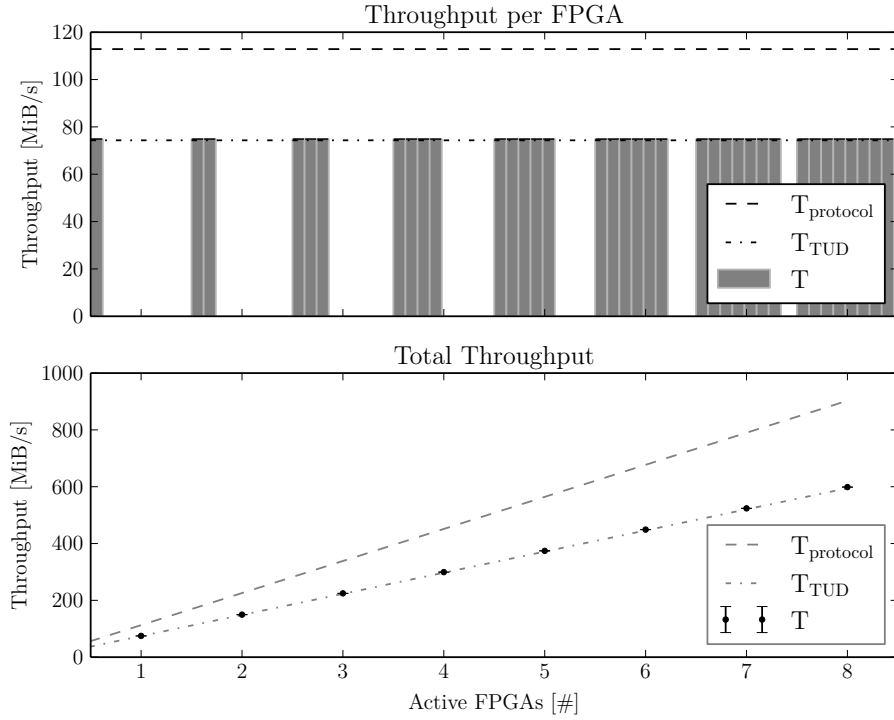 Throughput per FPGA
120
100
80
60
40
20
0
Throughput [MiB/s]
T_protocol
T_TUD
T
Total Throughput
1000
800
600
400
200
0
Throughput [MiB/s]
T_protocol
T_TUD
T
1 2 3 4 5 6 7 8
Active FPGAs [#]